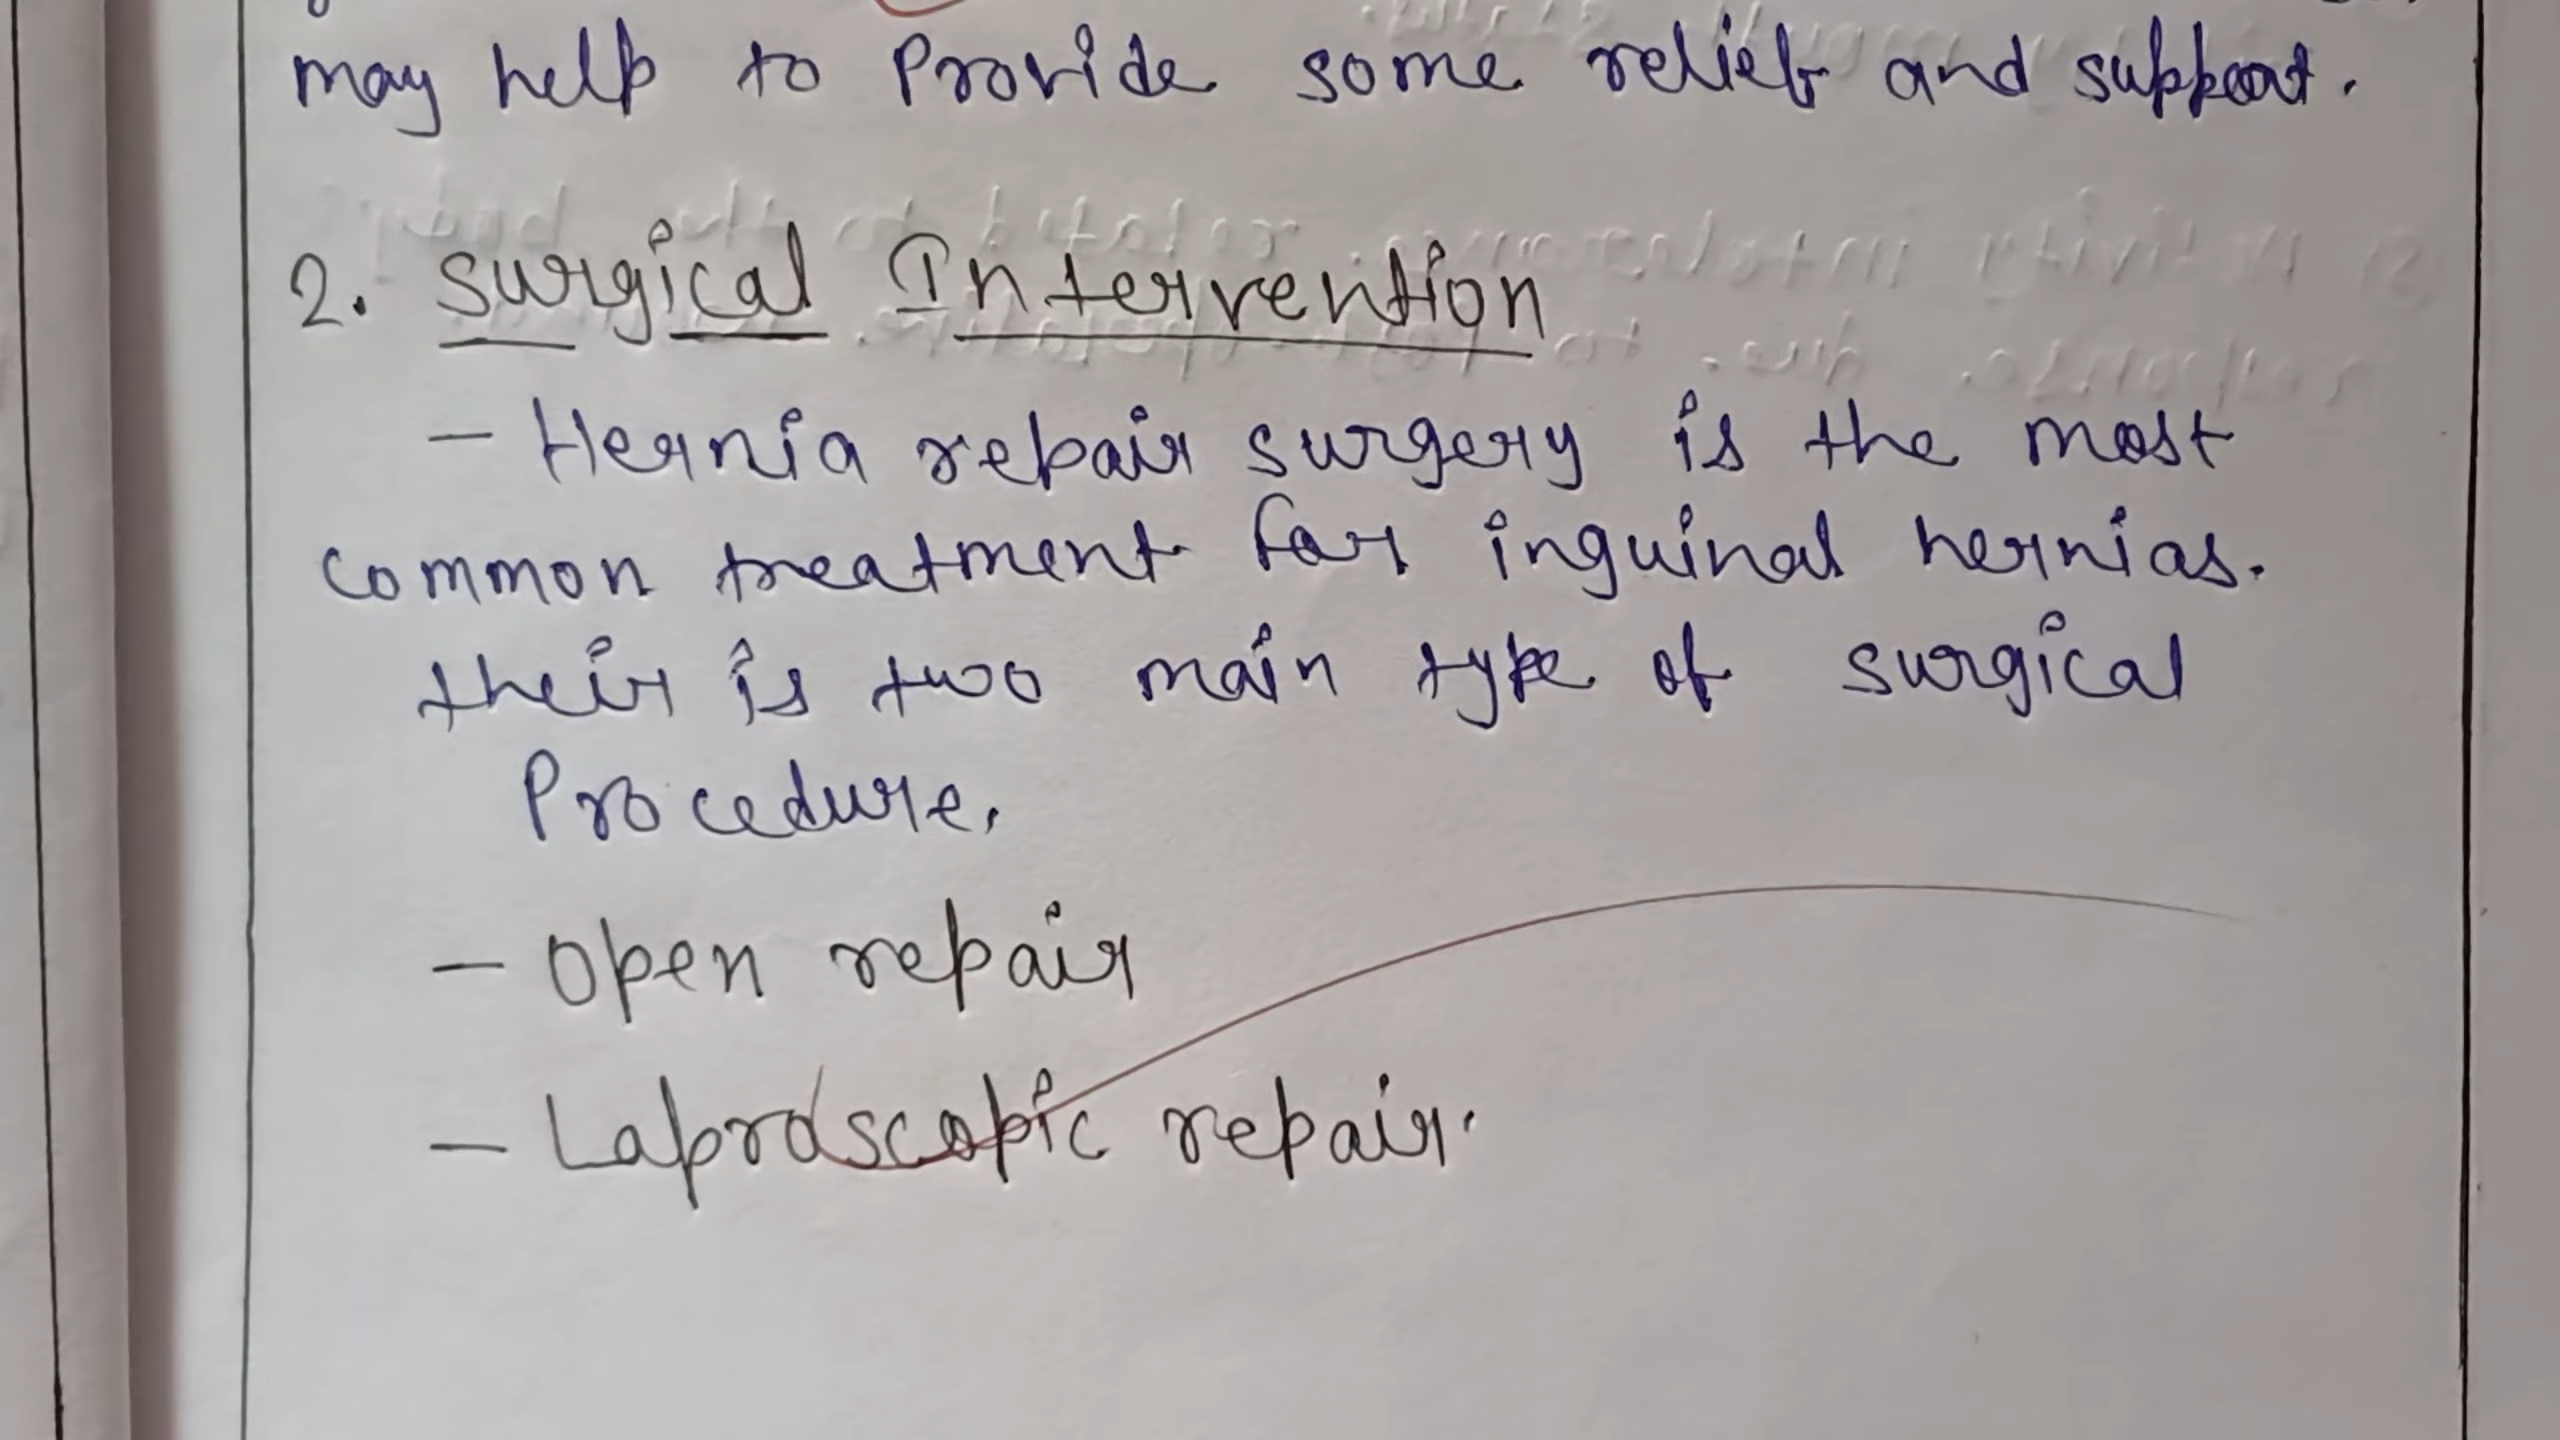 may help to Provide some relief and support.
2. Surgical Intervention
- Hernia repair surgery is the most
common treatment for inguinal hernias.
their is two main type of surgical
Procedure.
- Open repair
- Laproscopic repair.